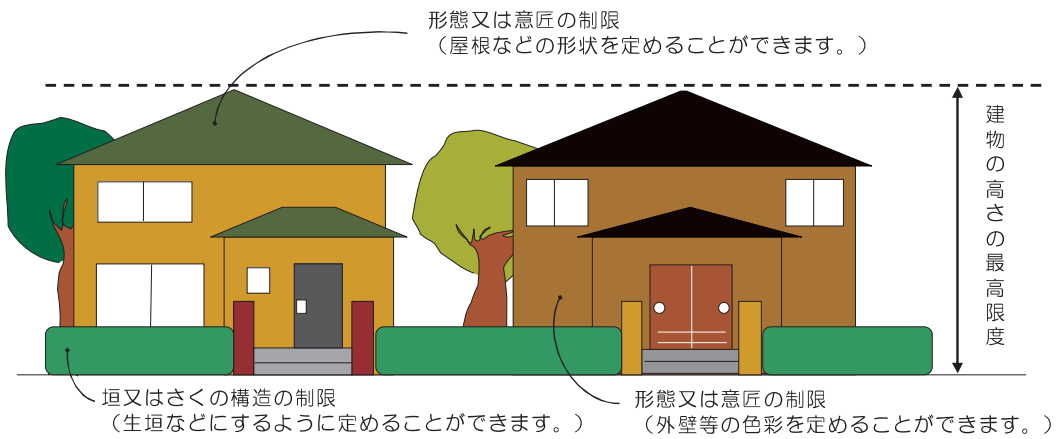 形態又は意匠の制限
（屋根などの形状を定めることができます。）
建物の高さの最高限度
垣又はさくの構造の制限
（生垣などにするように定めることができます。）
形態又は意匠の制限
（外壁等の色彩を定めることができます。）